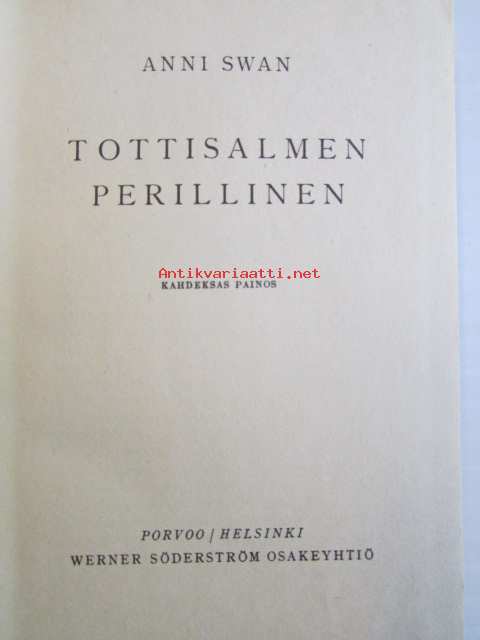 ANNI SWAN
TOTTISALMEN
PERILLINEN
Antikvariaatti.net
KAHDEKSAS PAINOS
PORVOO / HELSINKI
WERNER SÖDERSTRÖM OSAKEYHTIÖ